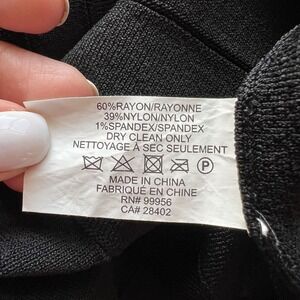 60%RAYON/RAYONNE
39%NYLON/NYLON
1%SPANDEX/SPANDEX
DRY CLEAN ONLY
NETTOYAGE À SEC SEULEMENT
P
MADE IN CHINA
FABRIQUÉ EN CHINE
RN# 99956
CA# 28402